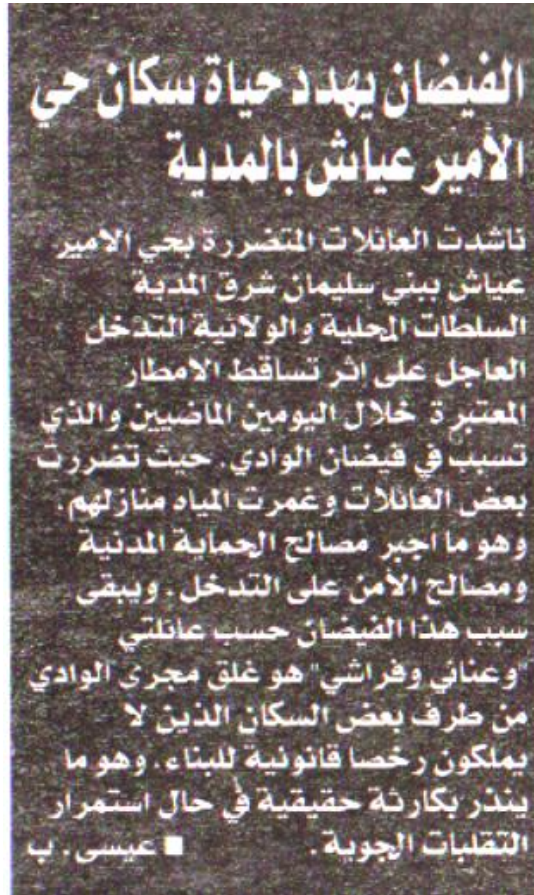 الفيضان يهدد حياة سكان حي
الأمير عياش بالمدية
ناشدت العائلات المتضررة بحي الامير
عياش ببني سليمان شرق المدية
السلطات المحلية والولائية التدخل
العاجل على اثر تساقط الامطار
المعتبرة خلال اليومين الماضيين والذي
تسبب في فيضان الوادي. حيث تضررت
بعض العائلات وغمرت المياه منازلهم.
وهو ما اجبر مصالح الحماية المدنية
ومصالح الأمن على التدخل. ويبقى
سبب هذا الفيضان حسب عائلتي
"وعناني وفراشي" هو غلق مجرى الوادي
من طرف بعض السكان الذين لا
يملكون رخصا قانونية للبناء. وهو ما
ينذر بكارثة حقيقية في حال استمرار
التقلبات الجوية. ■ عيسى. ب